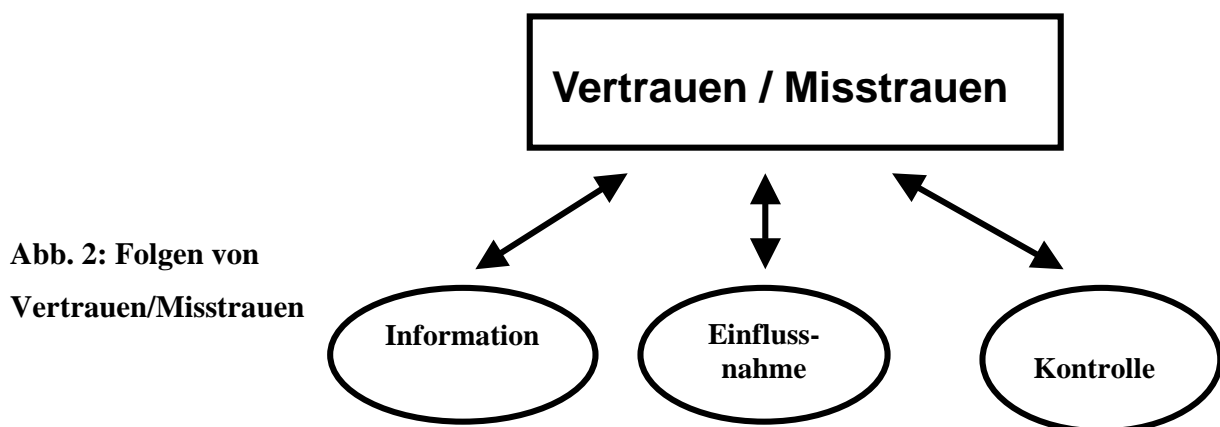 Vertrauen / Misstrauen
Abb. 2: Folgen von
Vertrauen/Misstrauen
Information
Einfluss-
nahme
Kontrolle